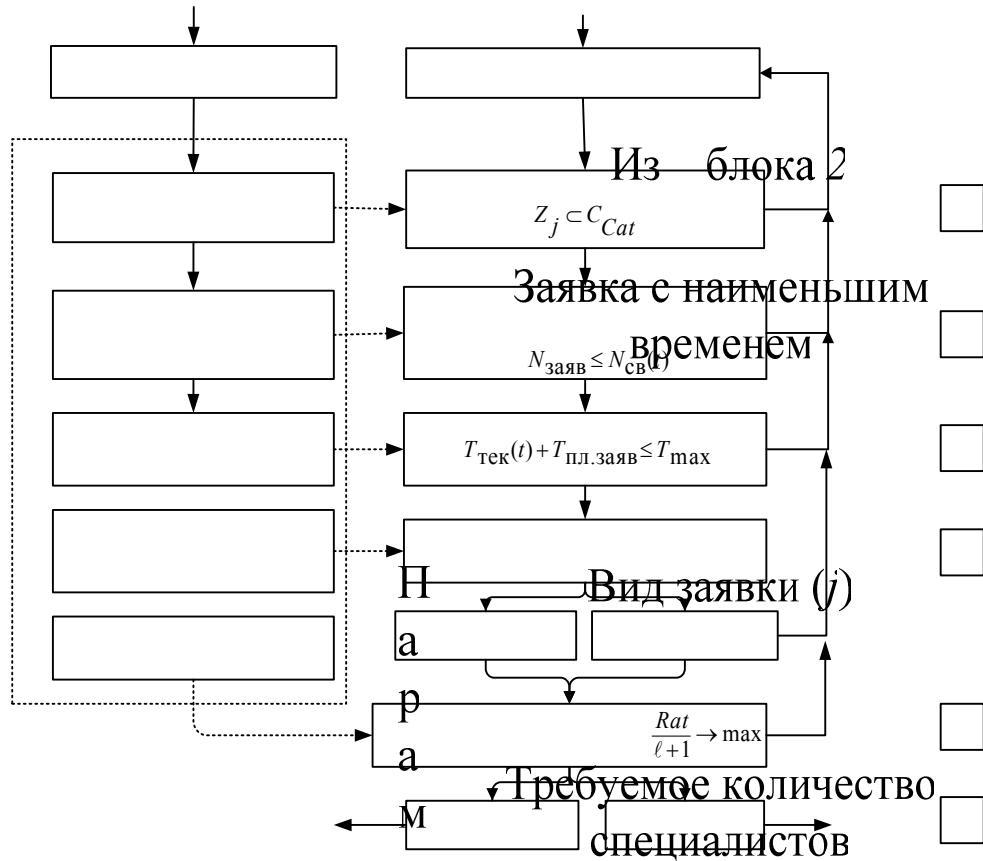 Из блока 2
Z_j ⊂ C_Cat
Заявка с наименьшим
временем
N_заяв ≤ N_св(t)
T_тек(t) + T_пл.заяв ≤ T_max
П
Вид заявки (j)
а
р
Rat/ℓ+1 → max
а
Требуемое количество
м
специалистов